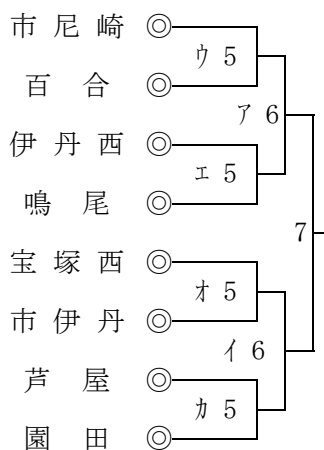 市尼崎 ◎
ウ 5
百合 ◎
ア 6
伊丹西 ◎
エ 5
鳴尾 ◎
7
宝塚西 ◎
オ 5
市伊丹 ◎
イ 6
芦屋 ◎
カ 5
園田 ◎